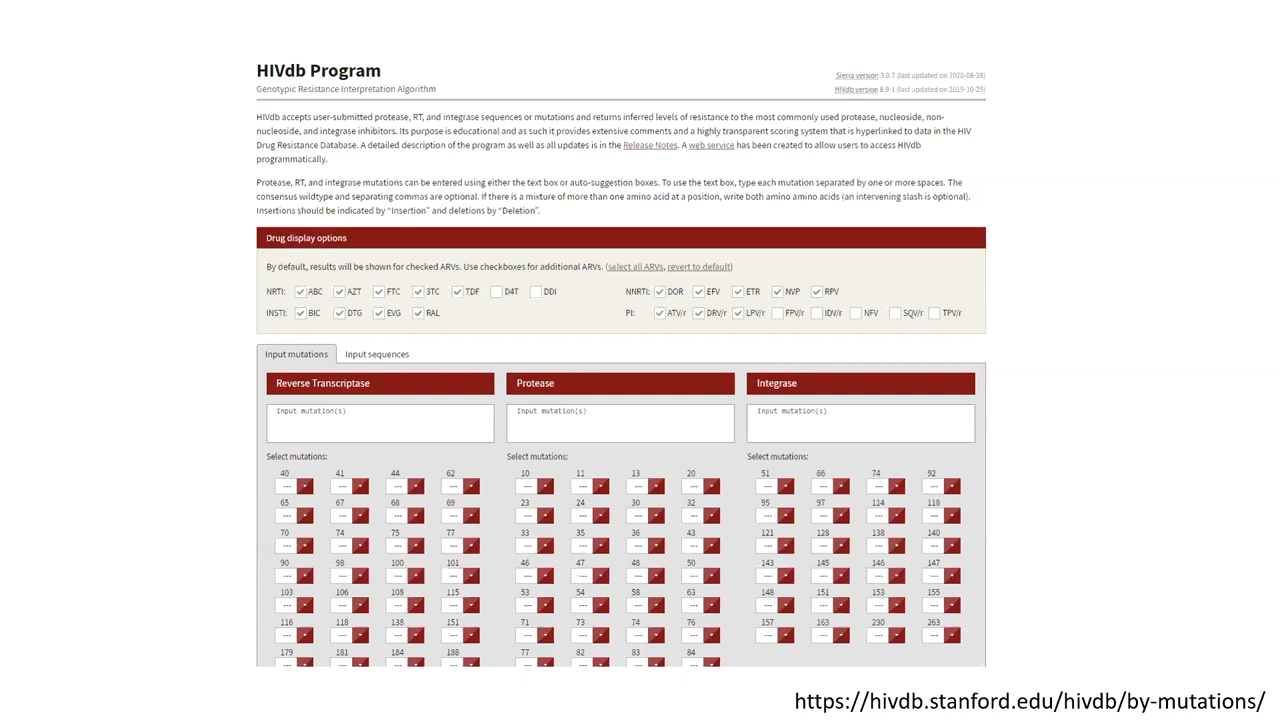 HIVdb Program
Sierra version 3.0.7 (last updated on 2020-08-28)
Genotypic Resistance Interpretation Algorithm
HIVdb version 8.9-1 (last updated on 2019-10-25)
HIVdb accepts user-submitted protease, RT, and integrase sequences or mutations and returns inferred levels of resistance to the most commonly used protease, nucleoside, non-
nucleoside, and integrase inhibitors. Its purpose is educational and as such it provides extensive comments and a highly transparent scoring system that is hyperlinked to data in the HIV
Drug Resistance Database. A detailed description of the program as well as all updates is in the Release Notes. A web service has been created to allow users to access HIVdb
programmatically.
Protease, RT, and integrase mutations can be entered using either the text box or auto-suggestion boxes. To use the text box, type each mutation separated by one or more spaces. The
consensus wildtype and separating commas are optional. If there is a mixture of more than one amino acid at a position, write both amino amino acids (an intervening slash is optional).
Insertions should be indicated by “Insertion” and deletions by “Deletion”.
Drug display options
By default, results will be shown for checked ARVs. Use checkboxes for additional ARVs. (select all ARVs, revert to default)
NRTI: ABC AZT FTC 3TC TDF D4T DDI NNRTI: DOR EFV ETR NVP RPV
INSTI: BIC DTG EVG RAL PI: ATV/r DRV/r LPV/r FPV/r IDV/r NFV SQV/r TPV/r
Input mutations Input sequences
Reverse Transcriptase Protease Integrase
Input mutation(s) Input mutation(s) Input mutation(s)
Select mutations: Select mutations: Select mutations:
40 41 44 62 10 11 13 20 51 66 74 92
--- --- --- --- --- --- --- --- --- --- --- ---
65 67 68 69 23 24 30 32 95 97 114 118
--- --- --- --- --- --- --- --- --- --- --- ---
70 74 75 77 33 35 36 43 121 128 138 140
--- --- --- --- --- --- --- --- --- --- --- ---
90 98 100 101 46 47 48 50 143 145 146 147
--- --- --- --- --- --- --- --- --- --- --- ---
103 106 108 115 53 54 58 63 148 151 153 155
--- --- --- --- --- --- --- --- --- --- --- ---
116 118 138 151 71 73 74 76 157 163 230 263
--- --- --- --- --- --- --- --- --- --- --- ---
179 181 184 188 77 82 83 84
--- --- --- --- --- --- --- ---
https://hivdb.stanford.edu/hivdb/by-mutations/